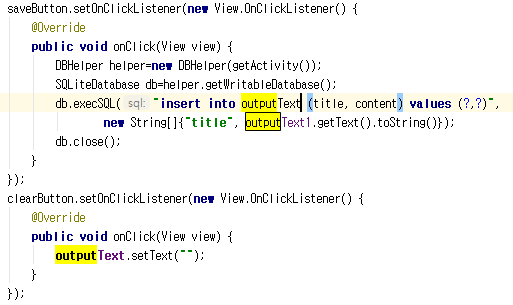 saveButton.setOnClickListener(new View.OnClickListener() {
    @Override
    public void onClick(View view) {
        DBHelper helper=new DBHelper(getActivity());
        SQLiteDatabase db=helper.getWritableDatabase();
        db.execSQL( sql: "insert into outputText (title, content) values (?,?)",
                new String[]{"title", outputText1.getText().toString()});
        db.close();
    }
});
clearButton.setOnClickListener(new View.OnClickListener() {
    @Override
    public void onClick(View view) {
        outputText.setText("");
    }
});